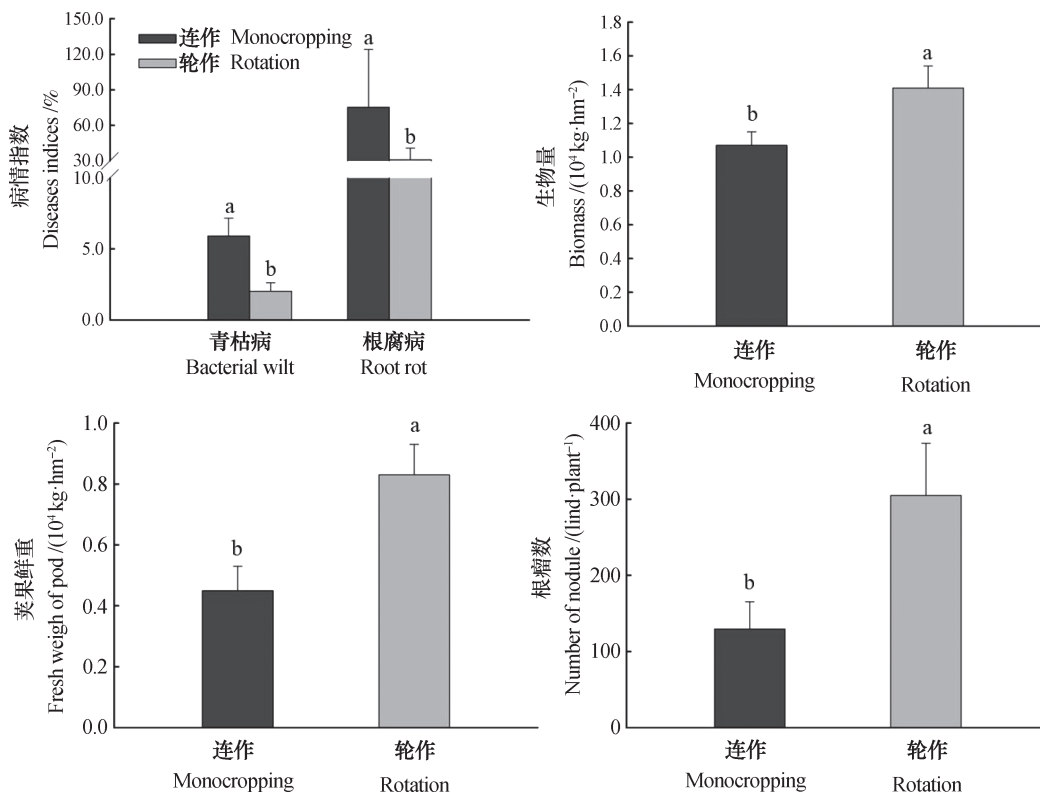 150.0
120.0
90.0
60.0
30.0
10.0
5.0
0.0
病情指数
Diseases indices /%
连作 Monocropping
轮作 Rotation
a
b
a
b
青枯病
Bacterial wilt
根腐病
Root rot
1.8
1.6
1.4
1.2
1.0
0.8
0.6
0.4
0.2
0.0
生物量
Biomass /(10⁴ kg·hm⁻²)
b
a
连作
Monocropping
轮作
Rotation
1.0
0.8
0.6
0.4
0.2
0.0
荚果鲜重
Fresh weigh of pod /(10⁴ kg·hm⁻²)
b
a
连作
Monocropping
轮作
Rotation
400
300
200
100
0
根瘤数
Number of nodule /(lind·plant⁻¹)
b
a
连作
Monocropping
轮作
Rotation